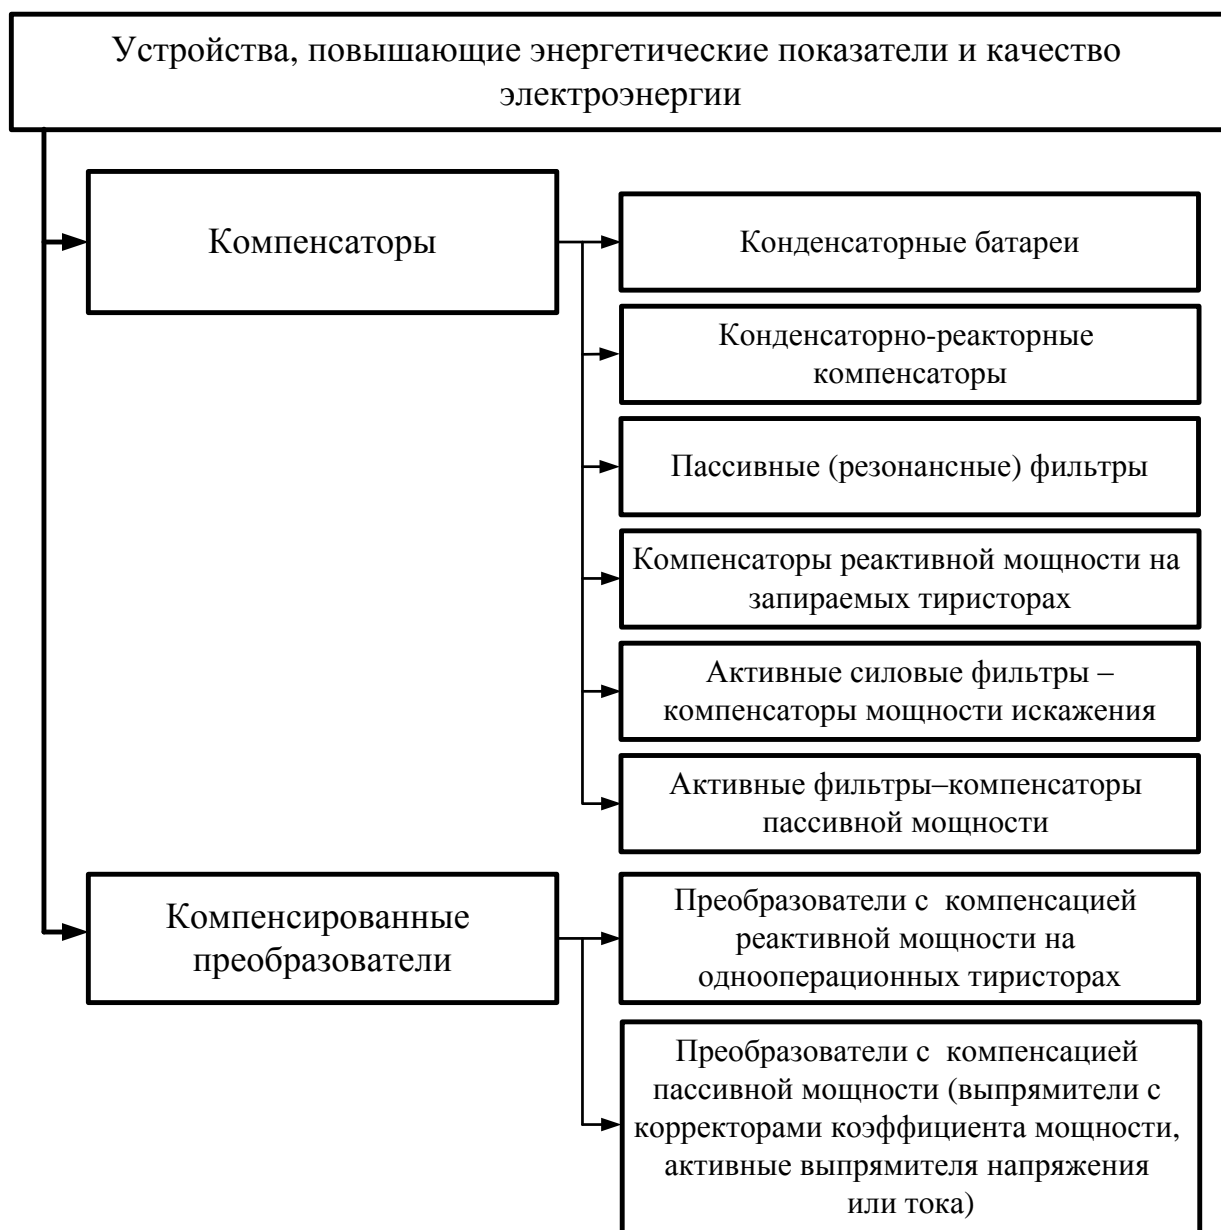 Устройства, повышающие энергетические показатели и качество
электроэнергии
Компенсаторы
Конденсаторные батареи
Конденсаторно-реакторные
компенсаторы
Пассивные (резонансные) фильтры
Компенсаторы реактивной мощности на
запираемых тиристорах
Активные силовые фильтры –
компенсаторы мощности искажения
Активные фильтры–компенсаторы
пассивной мощности
Компенсированные
преобразователи
Преобразователи с  компенсацией
реактивной мощности на
однооперационных тиристорах
Преобразователи с  компенсацией
пассивной мощности (выпрямители с
корректорами коэффициента мощности,
активные выпрямителя напряжения
или тока)